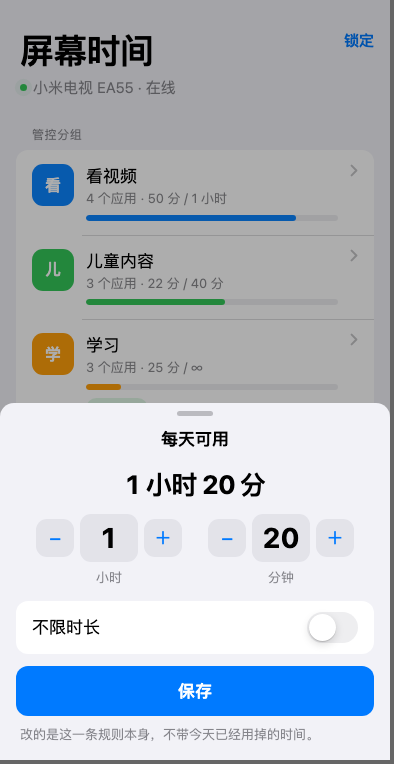 屏幕时间
锁定
小米电视 EA55 · 在线
管控分组
看
看视频
4 个应用 · 50 分 / 1 小时
儿
儿童内容
3 个应用 · 22 分 / 40 分
学
学习
3 个应用 · 25 分 / ∞
每天可用
1 小时 20 分
− 1 + − 20 +
小时 分钟
不限时长
保存
改的是这一条规则本身，不带今天已经用掉的时间。